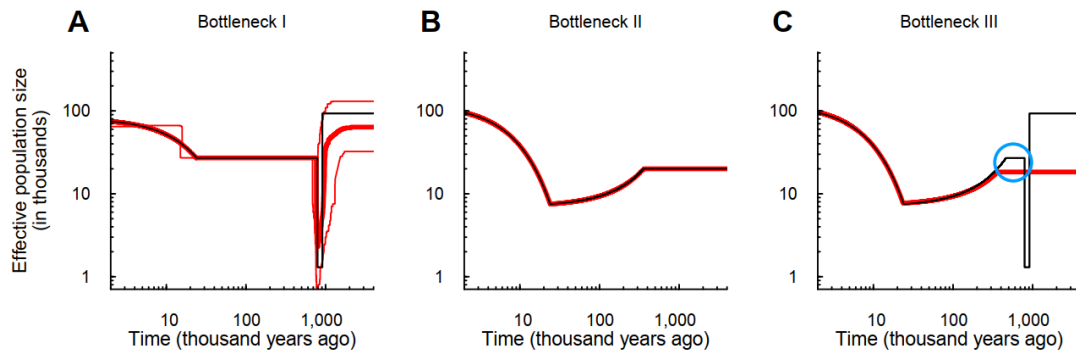 A Bottleneck I
B Bottleneck II
C Bottleneck III
Effective population size
(in thousands)
100
10
1
10 100 1,000
Time (thousand years ago)
100
10
1
10 100 1,000
Time (thousand years ago)
100
10
1
10 100 1,000
Time (thousand years ago)